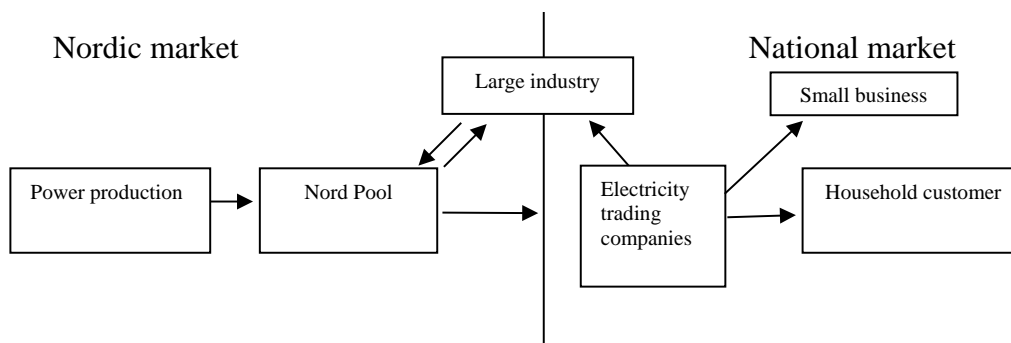 Nordic market
National market
Large industry
Small business
Power production
Nord Pool
Electricity
trading
companies
Household customer